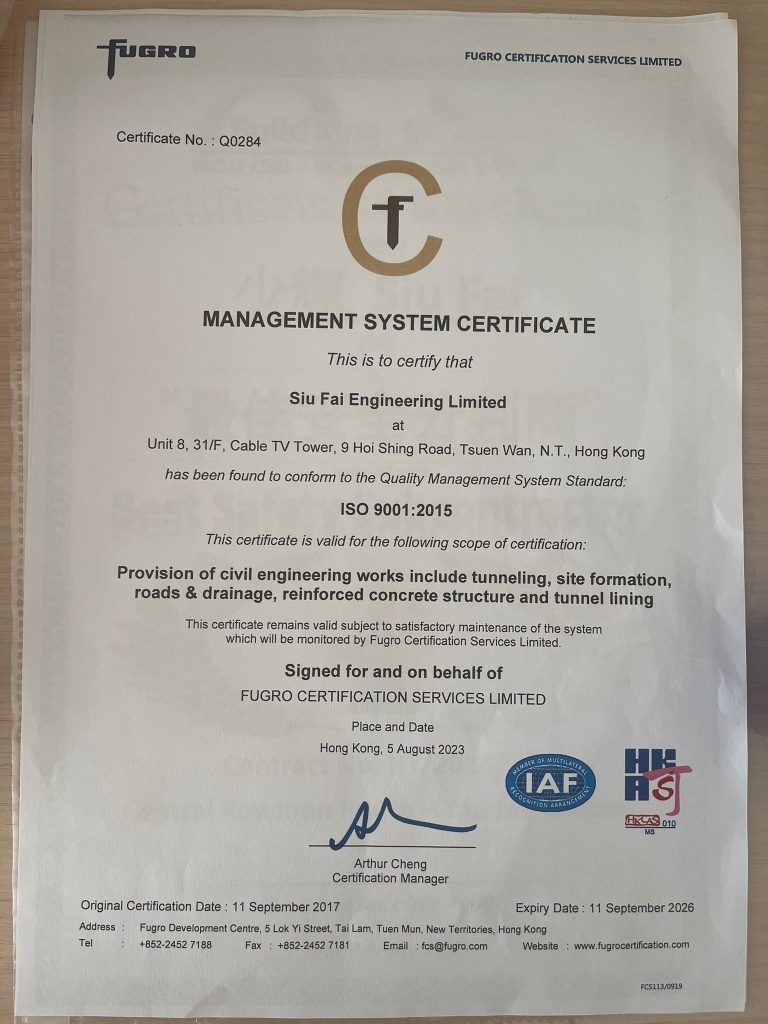 FUGRO
FUGRO CERTIFICATION SERVICES LIMITED
Certificate No. : Q0284
MANAGEMENT SYSTEM CERTIFICATE
This is to certify that
Siu Fai Engineering Limited
at
Unit 8, 31/F, Cable TV Tower, 9 Hoi Shing Road, Tsuen Wan, N.T., Hong Kong
has been found to conform to the Quality Management System Standard:
ISO 9001:2015
This certificate is valid for the following scope of certification:
Provision of civil engineering works include tunneling, site formation,
roads & drainage, reinforced concrete structure and tunnel lining
This certificate remains valid subject to satisfactory maintenance of the system
which will be monitored by Fugro Certification Services Limited.
Signed for and on behalf of
FUGRO CERTIFICATION SERVICES LIMITED
Place and Date
Hong Kong, 5 August 2023
MEMBER OF MULTILATERAL
IAF
RECOGNITION ARRANGEMENT
HK
AS
HKCAS 010
MS
Arthur Cheng
Certification Manager
Original Certification Date : 11 September 2017
Expiry Date : 11 September 2026
Address : Fugro Development Centre, 5 Lok Yi Street, Tai Lam, Tuen Mun, New Territories, Hong Kong
Tel : +852-2452 7188 Fax : +852-2452 7181 Email : fcs@fugro.com Website : www.fugrocertification.com
FCS113/0919